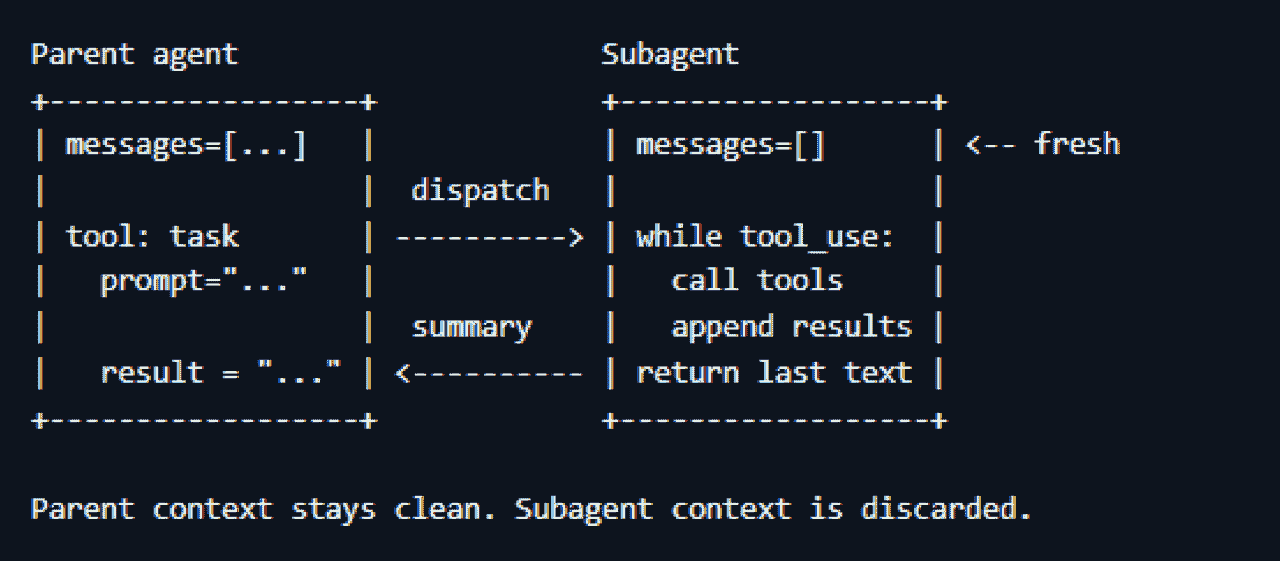 Parent agent                     Subagent
+------------------+             +------------------+
| messages=[...]   |             | messages=[]      | <-- fresh
|                  |  dispatch   |                  |
| tool: task       | ----------> | while tool_use:  |
|   prompt="..."   |             |   call tools     |
|                  |  summary    |   append results |
|   result = "..." | <---------- | return last text |
+------------------+             +------------------+
Parent context stays clean. Subagent context is discarded.